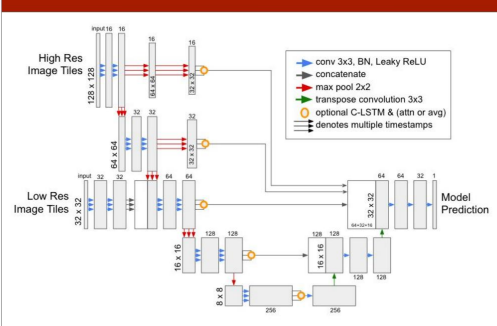 input 16 16
16
16
High Res
Image Tiles
128 x 128
64 x 64
32 x 32
conv 3x3, BN, Leaky ReLU
concatenate
max pool 2x2
transpose convolution 3x3
optional C-LSTM & (attn or avg)
denotes multiple timestamps
32 32
32
64 x 64
32 x 32
input 32 32
64 64
Low Res
Image Tiles
32 x 32
64 64 32 1
32 x 32
64+32+16
Model
Prediction
128 128
16 x 16
128 128
16 x 16
128 128
8 x 8
256
256